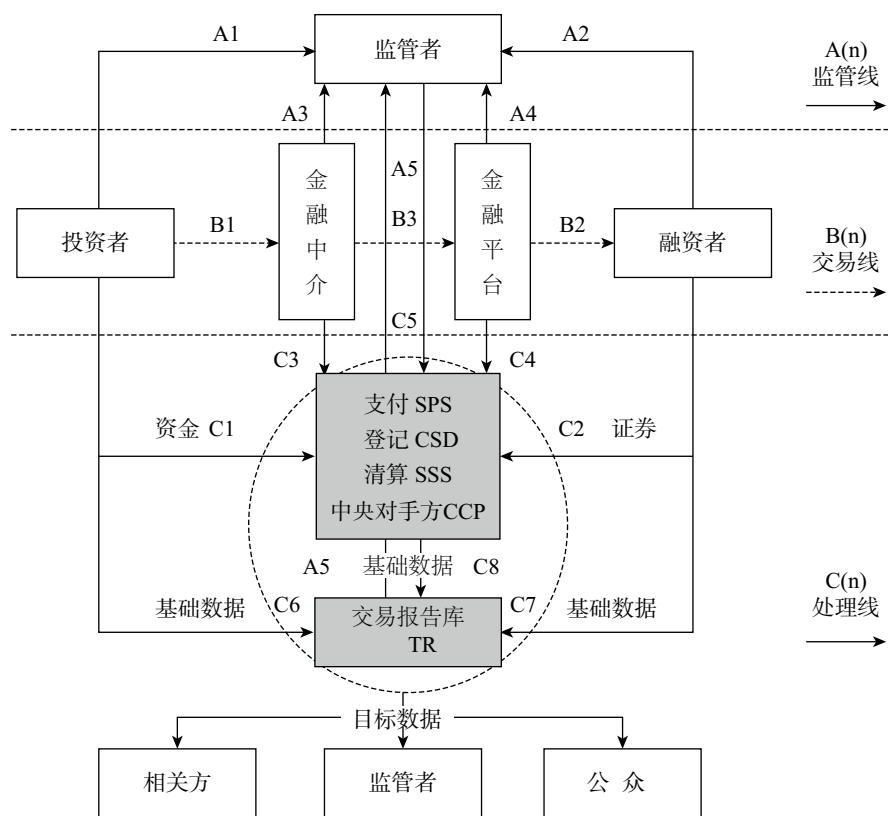 A1
监管者
A2
A(n)
监管线
A3
A4
金融中介
A5
金融平台
投资者
B1
B3
B2
融资者
B(n)
交易线
C5
C3
C4
支付 SPS
登记 CSD
清算 SSS
中央对手方CCP
资金 C1
C2 证券
A5
基础数据
C8
C(n)
处理线
基础数据
C6
交易报告库
TR
C7
基础数据
目标数据
相关方
监管者
公 众